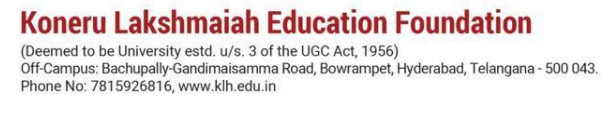 Koneru Lakshmaiah Education Foundation
(Deemed to be University estd. u/s. 3 of the UGC Act, 1956)
Off-Campus: Bachupally-Gandimaisamma Road, Bowrampet, Hyderabad, Telangana - 500 043.
Phone No: 7815926816, www.klh.edu.in